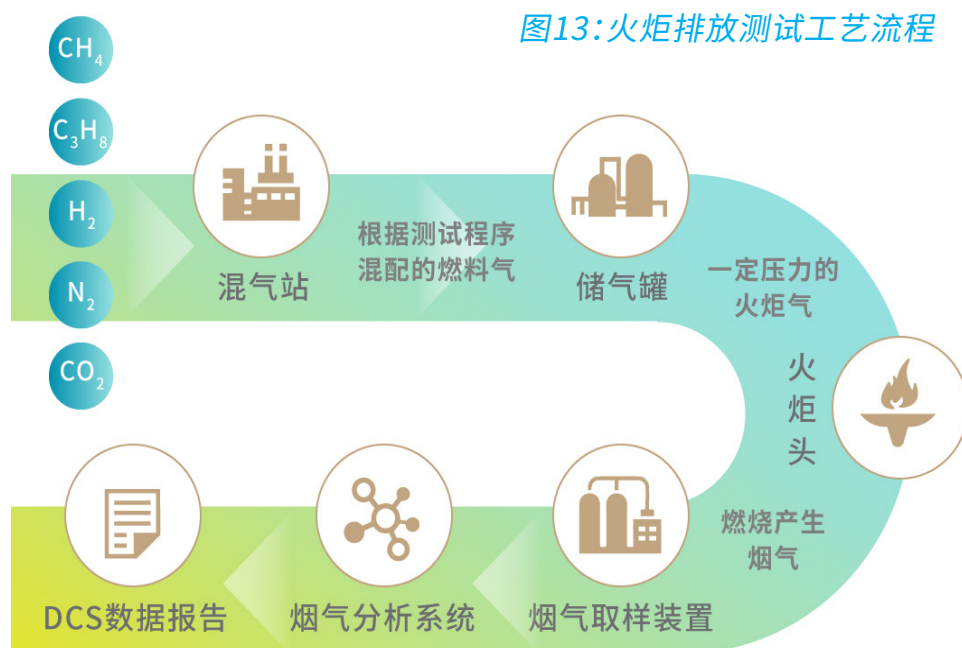 图13:火炬排放测试工艺流程
CH₄
C₃H₈
H₂
N₂
CO₂
混气站
根据测试程序
混配的燃料气
储气罐
一定压力的
火炬气
火
炬
头
燃烧产生
烟气
烟气取样装置
烟气分析系统
DCS数据报告